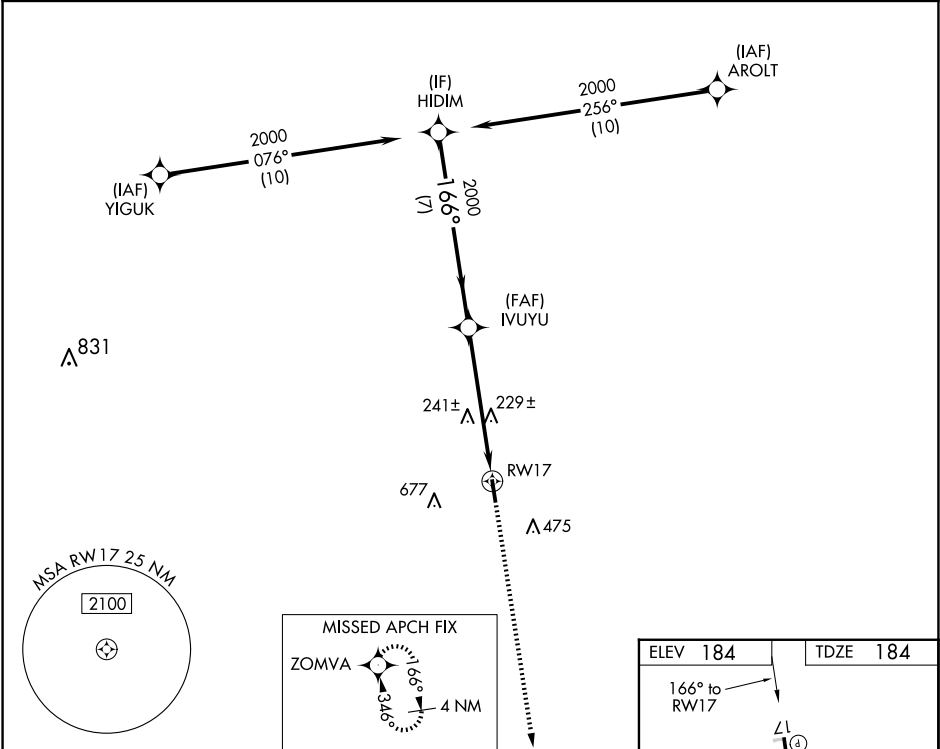 (IAF)
AROLT
2000
256°
(10)
(IF)
HIDIM
2000
076°
(10)
(IAF)
YIGUK
2000
166°
(7)
(FAF)
IVUYU
831
241±
229±
RW17
677
475
MSA RW17 25 NM
2100
MISSED APCH FIX
ZOMVA
166°
346°
4 NM
ELEV 184
TDZE 184
166° to
RW17
17
P